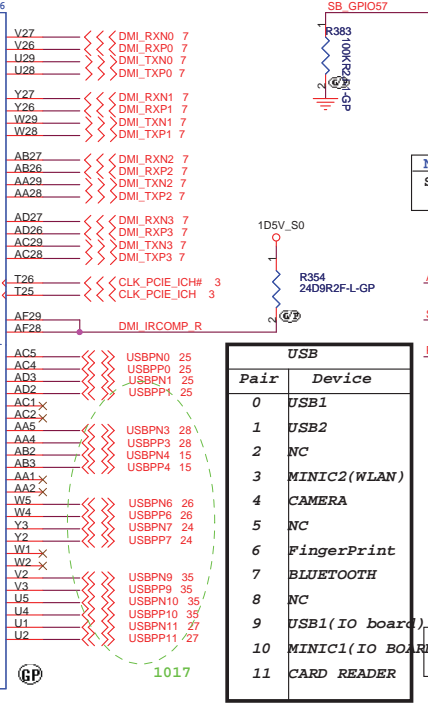 SB_GPIO57
R383
100KR2J-1-GP
1
2
V27 DMI_RXN0 7
V26 DMI_RXP0 7
U29 DMI_TXN0 7
U28 DMI_TXP0 7
Y27 DMI_RXN1 7
Y26 DMI_RXP1 7
W29 DMI_TXN1 7
W28 DMI_TXP1 7
AB27 DMI_RXN2 7
AB26 DMI_RXP2 7
AA29 DMI_TXN2 7
AA28 DMI_TXP2 7
AD27 DMI_RXN3 7
AD26 DMI_RXP3 7
AC29 DMI_TXN3 7
AC28 DMI_TXP3 7
1D5V_S0
T26 CLK_PCIE_ICH# 3
T25 CLK_PCIE_ICH 3
1
R354
24D9R2F-L-GP
2
AF29
AF28 DMI_IRCOMP_R
AC5 USBPN0 25
AC4 USBPP0 25
AD3 USBPN1 25
AD2 USBPP1 25
AC1
AC2
AA5 USBPN3 28
AA4 USBPP3 28
AB2 USBPN4 15
AB3 USBPP4 15
AA1
AA2
W5 USBPN6 26
W4 USBPP6 26
Y3 USBPN7 24
Y2 USBPP7 24
W1
W2
V2 USBPN9 35
V3 USBPP9 35
U5 USBPN10 35
U4 USBPP10 35
U1 USBPN11 27
U2 USBPP11 27
GP
1017
USB
Pair Device
0 USB1
1 USB2
2 NC
3 MINIC2(WLAN)
4 CAMERA
5 NC
6 FingerPrint
7 BLUETOOTH
8 NC
9 USB1(IO board)
10 MINIC1(IO BOAR
11 CARD READER